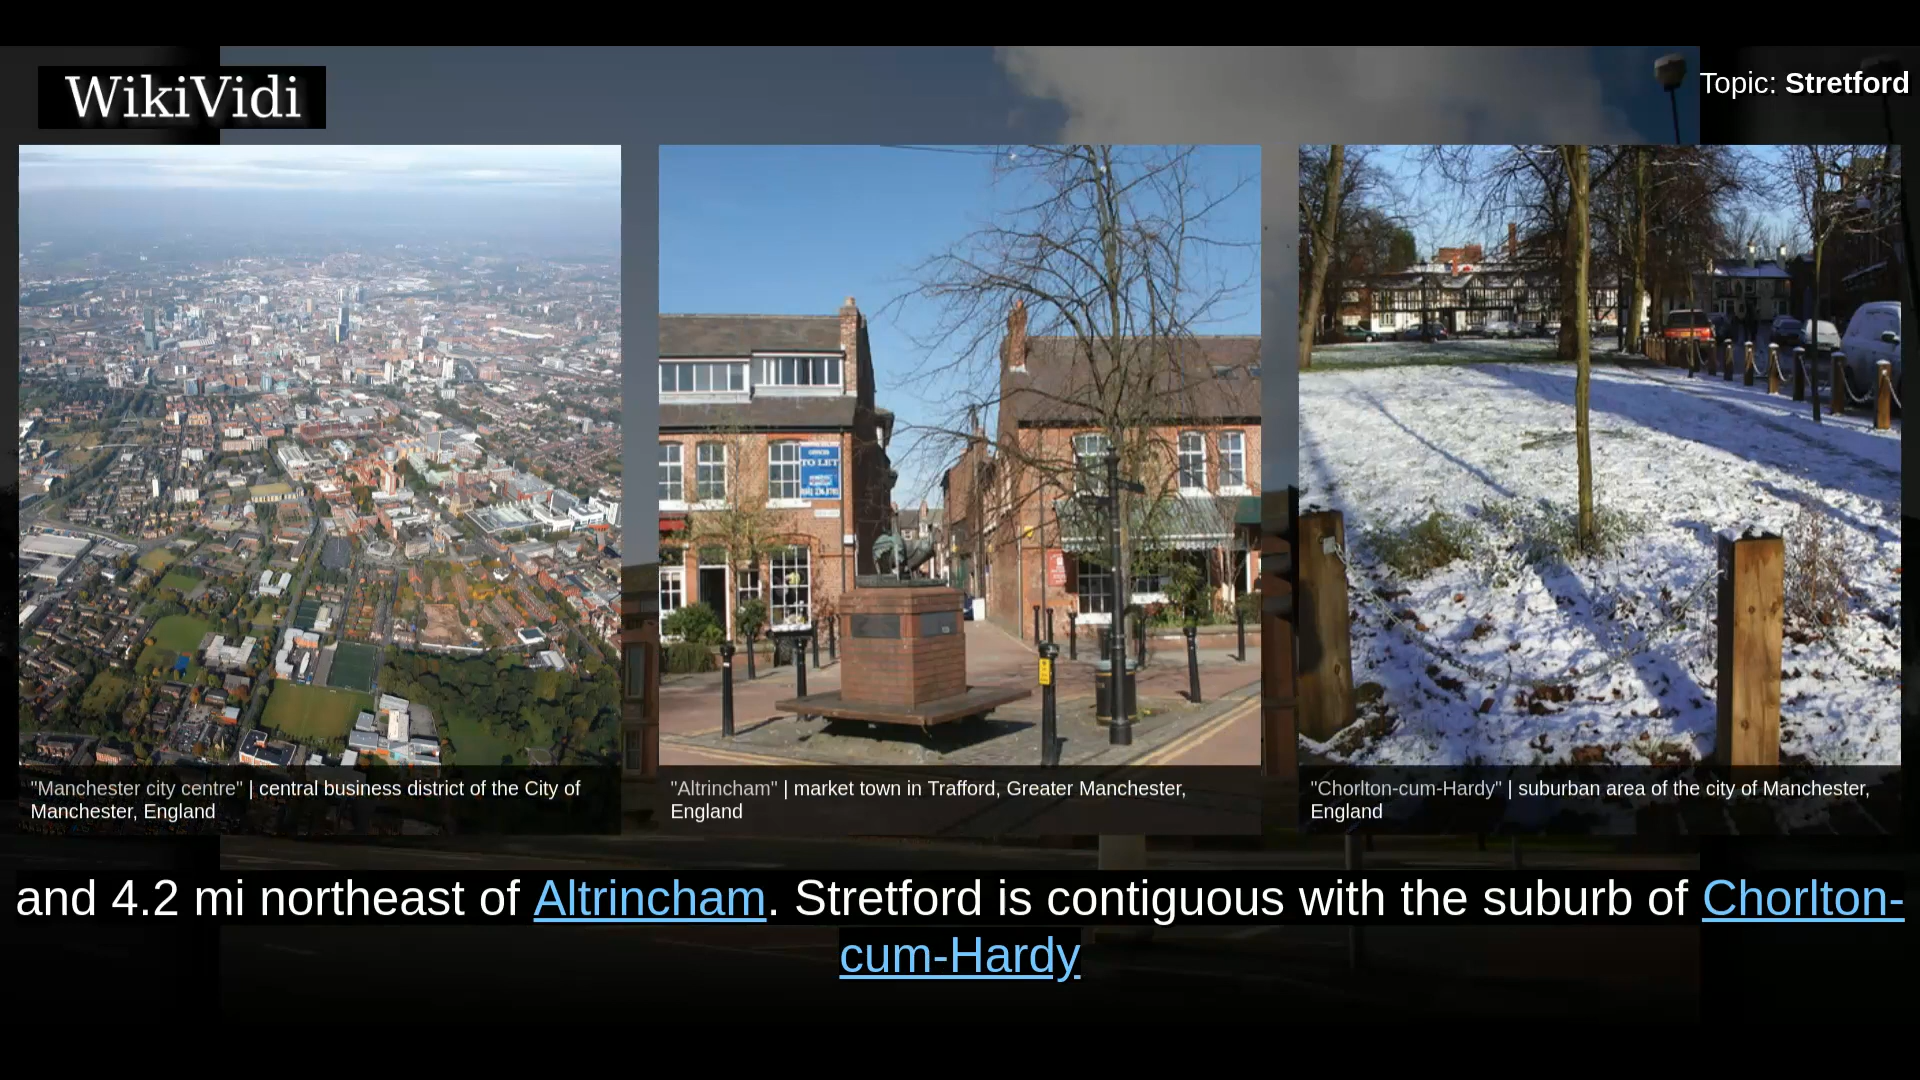 WikiVidi
Topic: Stretford
TO LET
"Manchester city centre" | central business district of the City of
Manchester, England
"Altrincham" | market town in Trafford, Greater Manchester,
England
"Chorlton-cum-Hardy" | suburban area of the city of Manchester,
England
and 4.2 mi northeast of Altrincham. Stretford is contiguous with the suburb of Chorlton-
cum-Hardy